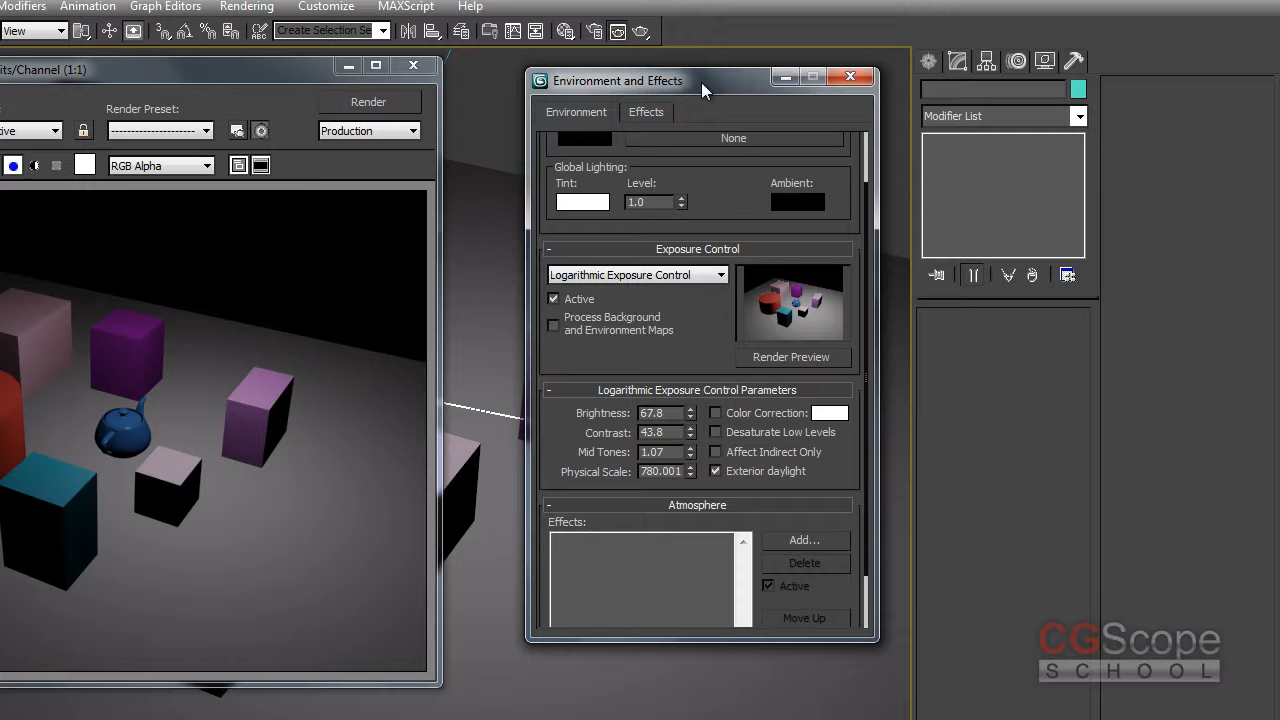 Modifiers Animation Graph Editors Rendering Customize MAXScript Help
View
Create Selection Se
its/Channel (1:1)
Render Preset:
Render
Production
RGB Alpha
Environment and Effects
Environment Effects
None
Global Lighting:
Tint: Level: Ambient:
1.0
- Exposure Control
Logarithmic Exposure Control
Active
Process Background
and Environment Maps
Render Preview
- Logarithmic Exposure Control Parameters
Brightness: 67.8 Color Correction:
Contrast: 43.8 Desaturate Low Levels
Mid Tones: 1.07 Affect Indirect Only
Physical Scale: 780.001 Exterior daylight
- Atmosphere
Effects:
Add...
Delete
Active
Move Up
Modifier List
CGScope
SCHOOL